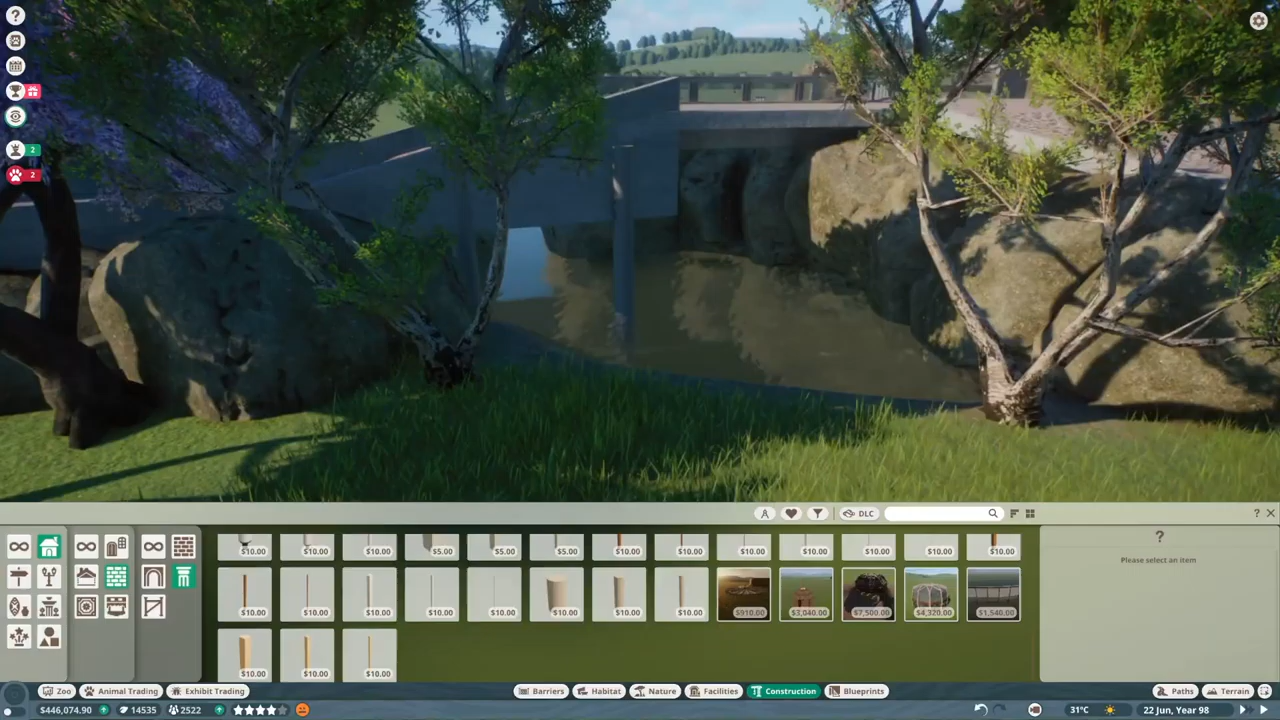 ?
2
2
DLC
?
$10.00 $10.00 $10.00 $5.00 $5.00 $5.00 $10.00 $10.00 $10.00 $10.00 $10.00 $10.00 $10.00
?
Please select an item
$10.00 $10.00 $10.00 $10.00 $10.00 $10.00 $10.00 $10.00 $910.00 $3,040.00 $7,500.00 $4,320.00 $1,540.00
$10.00 $10.00 $10.00
Zoo Animal Trading Exhibit Trading Barriers Habitat Nature Facilities Construction Blueprints Paths Terrain
$446,074.90 14535 2522 31°C 22 Jun, Year 98